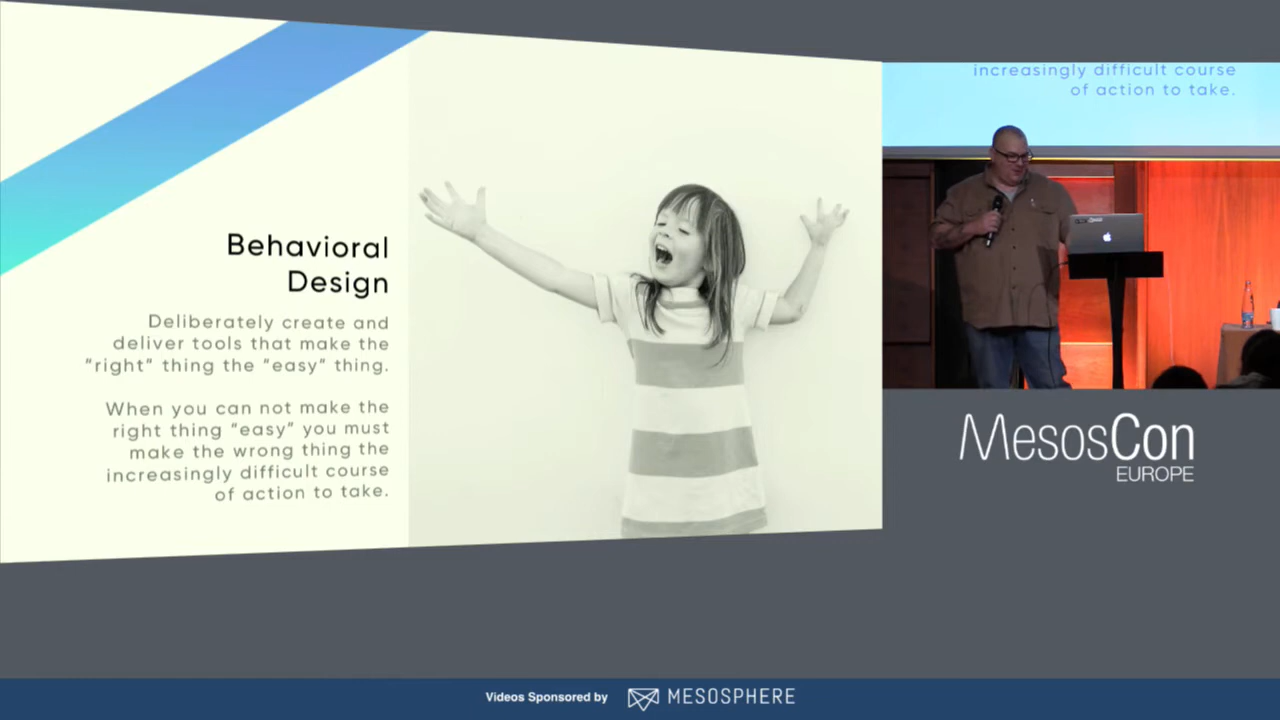 Behavioral
Design
Deliberately create and
deliver tools that make the
“right” thing the “easy” thing.
When you can not make the
right thing “easy” you must
make the wrong thing the
increasingly difficult course
of action to take.
increasingly difficult course
of action to take.
MesosCon
EUROPE
Videos Sponsored by
MESOSPHERE